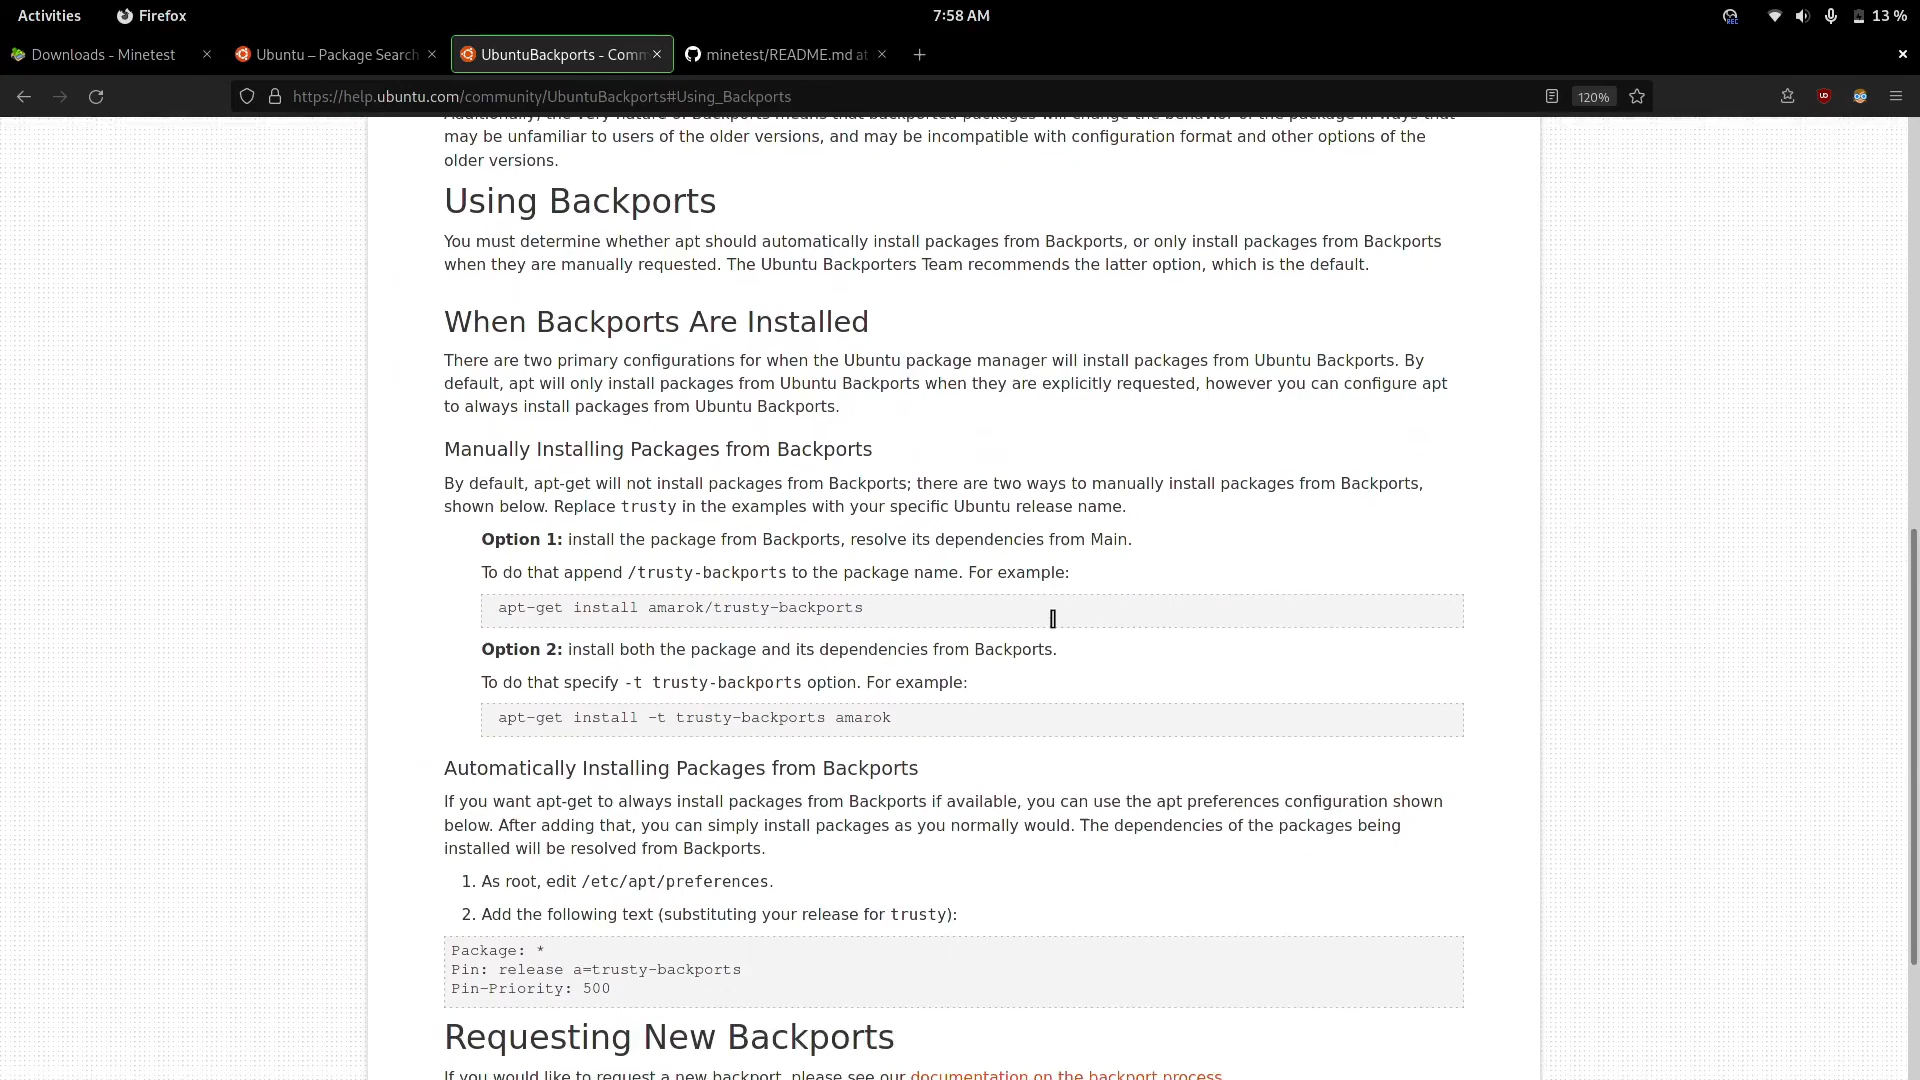 Activities
Firefox
7:58 AM
13 %
Downloads - Minetest
Ubuntu – Package Search
UbuntuBackports - Comm
minetest/README.md at
https://help.ubuntu.com/community/UbuntuBackports#Using_Backports
120%
Additionally, the very nature of Backports means that backported packages will change the behavior of the package in ways that
may be unfamiliar to users of the older versions, and may be incompatible with configuration format and other options of the
older versions.
Using Backports
You must determine whether apt should automatically install packages from Backports, or only install packages from Backports
when they are manually requested. The Ubuntu Backporters Team recommends the latter option, which is the default.
When Backports Are Installed
There are two primary configurations for when the Ubuntu package manager will install packages from Ubuntu Backports. By
default, apt will only install packages from Ubuntu Backports when they are explicitly requested, however you can configure apt
to always install packages from Ubuntu Backports.
Manually Installing Packages from Backports
By default, apt-get will not install packages from Backports; there are two ways to manually install packages from Backports,
shown below. Replace trusty in the examples with your specific Ubuntu release name.
Option 1: install the package from Backports, resolve its dependencies from Main.
To do that append /trusty-backports to the package name. For example:
apt-get install amarok/trusty-backports
Option 2: install both the package and its dependencies from Backports.
To do that specify -t trusty-backports option. For example:
apt-get install -t trusty-backports amarok
Automatically Installing Packages from Backports
If you want apt-get to always install packages from Backports if available, you can use the apt preferences configuration shown
below. After adding that, you can simply install packages as you normally would. The dependencies of the packages being
installed will be resolved from Backports.
1. As root, edit /etc/apt/preferences.
2. Add the following text (substituting your release for trusty):
Package: *
Pin: release a=trusty-backports
Pin-Priority: 500
Requesting New Backports
If you would like to request a new backport, please see our documentation on the backport process